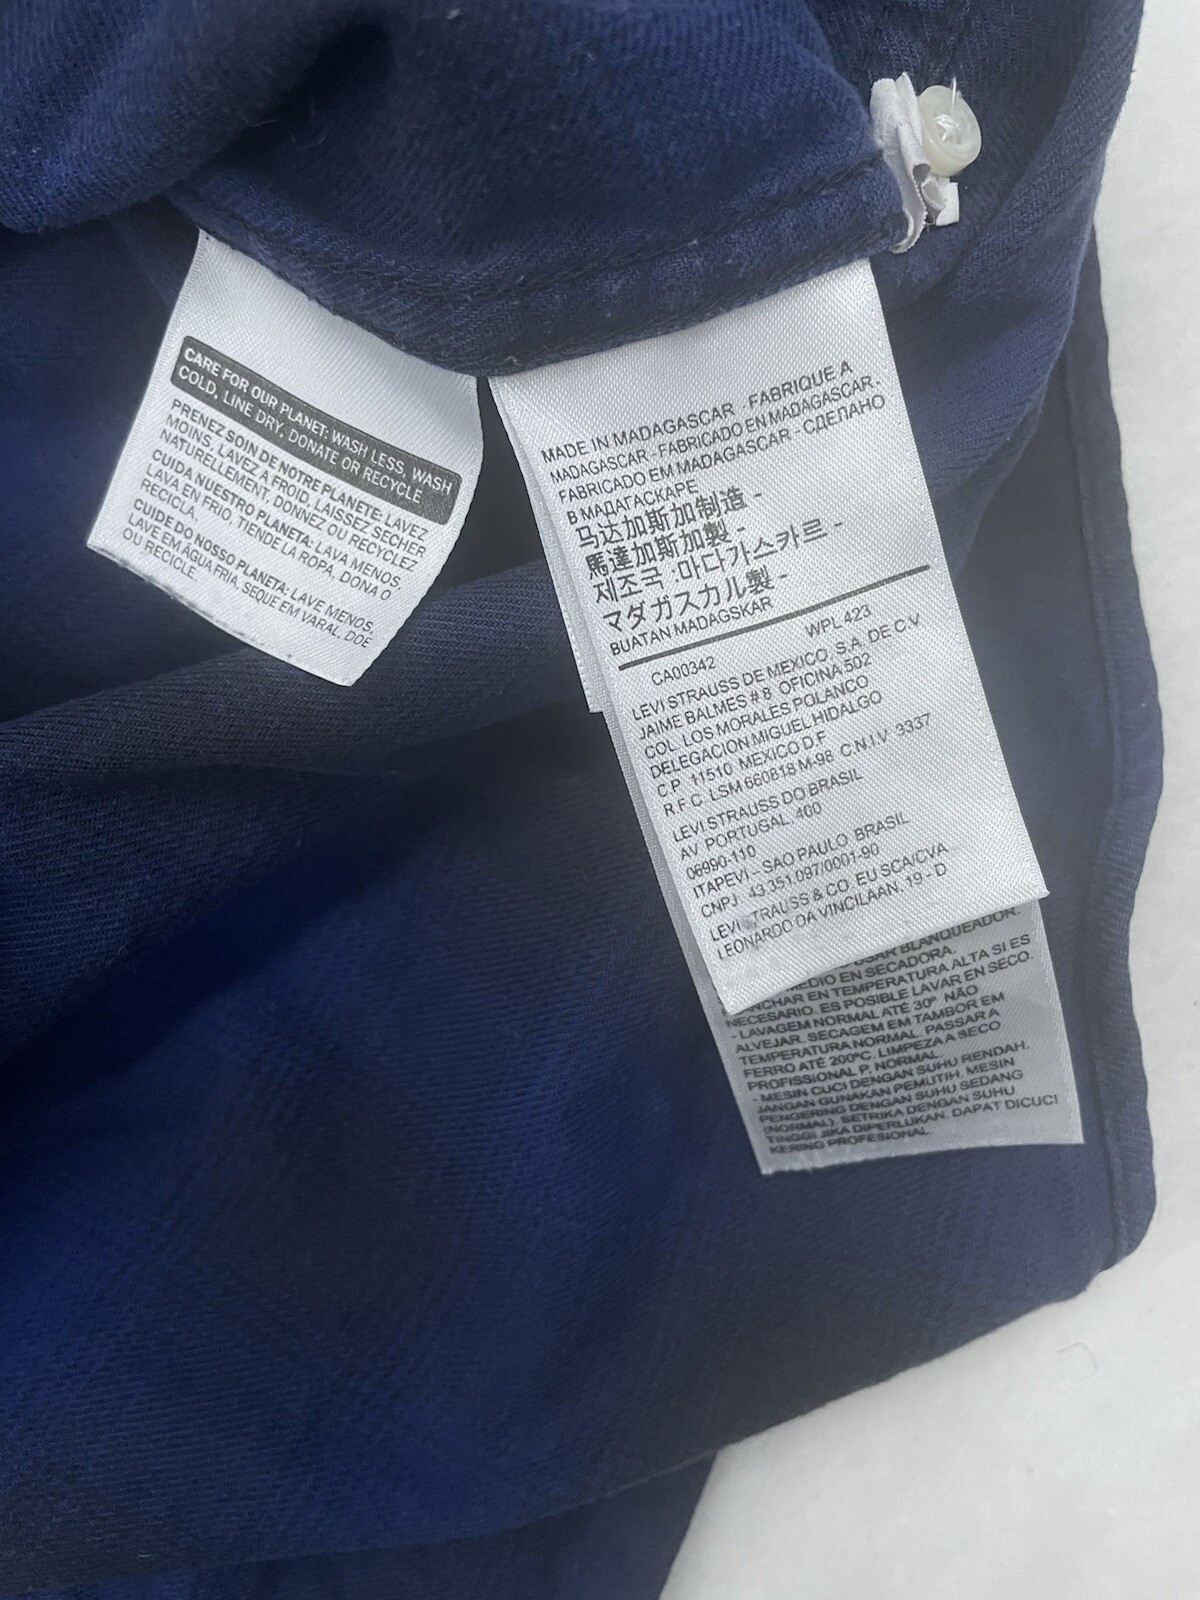 CARE FOR OUR PLANET: WASH LESS, WASH
COLD, LINE DRY, DONATE OR RECYCLE
PRENEZ SOIN DE NOTRE PLANETE: LAVEZ
MOINS, LAVEZ A FROID, LAISSEZ SECHER
NATURELLEMENT, DONNEZ OU RECYCLEZ
CUIDA NUESTRO PLANETA: LAVA MENOS,
LAVA EN FRIO, TIENDE LA ROPA, DONA O
RECICLA.
CUIDE DO NOSSO PLANETA: LAVE MENOS,
LAVE EM ÁGUA FRIA, SEQUE EM VARAL, DOE
OU RECICLE.
MADE IN MADAGASCAR - FABRIQUE A
MADAGASCAR - FABRICADO EN MADAGASCAR -
FABRICADO EM MADAGASCAR - СДЕЛАНО
В МАДАГАСКАРЕ
马达加斯加制造 -
馬達加斯加製 -
제조국 :마다가스카르 -
マダガスカル製 -
BUATAN MADAGSKAR
WPL 423
CA00342
LEVI STRAUSS DE MEXICO, S.A. DE C.V
JAIME BALMES # 8 OFICINA 502
COL. LOS MORALES POLANCO
DELEGACION MIGUEL HIDALGO
C.P. 11510 MEXICO D.F
R.F.C. LSM 660818 M-98 C.N.I.V 3337
LEVI STRAUSS DO BRASIL
AV PORTUGAL 400
06990-110
ITAPEVI – SAO PAULO BRASIL
CNPJ 43.351.097/0001-90
LEVI STRAUSS & CO. EU SCA/CVA
LEONARDO DA VINCILAAN, 19 - D
USAR BLANQUEADOR.
MEDIO EN SECADORA.
PLANCHAR EN TEMPERATURA ALTA SI ES
NECESARIO. ES POSIBLE LAVAR EN SECO.
- LAVAGEM NORMAL ATÉ 30º NÃO
ALVEJAR. SECAGEM EM TAMBOR EM
TEMPERATURA NORMAL. PASSAR A
FERRO ATÉ 200ºC. LIMPEZA A SECO
PROFISSIONAL P, NORMAL.
- MESIN CUCI DENGAN SUHU RENDAH.
JANGAN GUNAKAN PEMUTIH. MESIN
PENGERING DENGAN SUHU SEDANG
(NORMAL). SETRIKA DENGAN SUHU
TINGGI JIKA DIPERLUKAN. DAPAT DICUCI
KERING PROFESIONAL